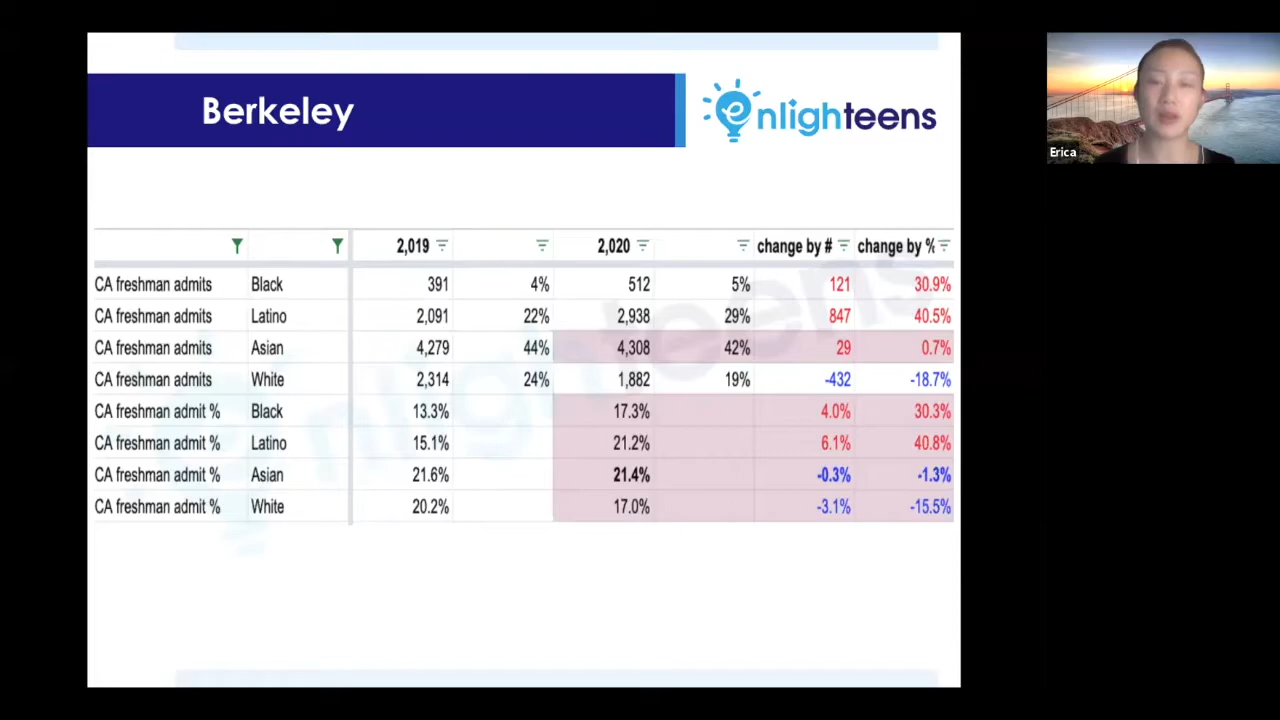 Berkeley
enlighteens
Erica
2,019 2,020 change by # change by %
CA freshman admits Black 391 4% 512 5% 121 30.9%
CA freshman admits Latino 2,091 22% 2,938 29% 847 40.5%
CA freshman admits Asian 4,279 44% 4,308 42% 29 0.7%
CA freshman admits White 2,314 24% 1,882 19% -432 -18.7%
CA freshman admit % Black 13.3% 17.3% 4.0% 30.3%
CA freshman admit % Latino 15.1% 21.2% 6.1% 40.8%
CA freshman admit % Asian 21.6% 21.4% -0.3% -1.3%
CA freshman admit % White 20.2% 17.0% -3.1% -15.5%
enlighteens